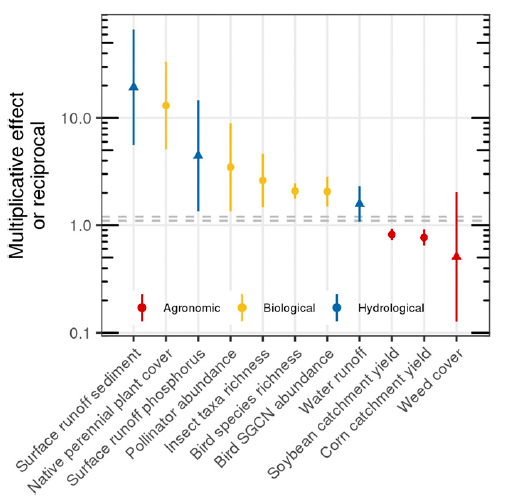 Multiplicative effect
or reciprocal
10.0
1.0
0.1
Agronomic
Biological
Hydrological
Surface runoff sediment
Native perennial plant cover
Surface runoff phosphorus
Pollinator abundance
Insect taxa richness
Bird species richness
Bird SGCN abundance
Water runoff
Soybean catchment yield
Corn catchment yield
Weed cover